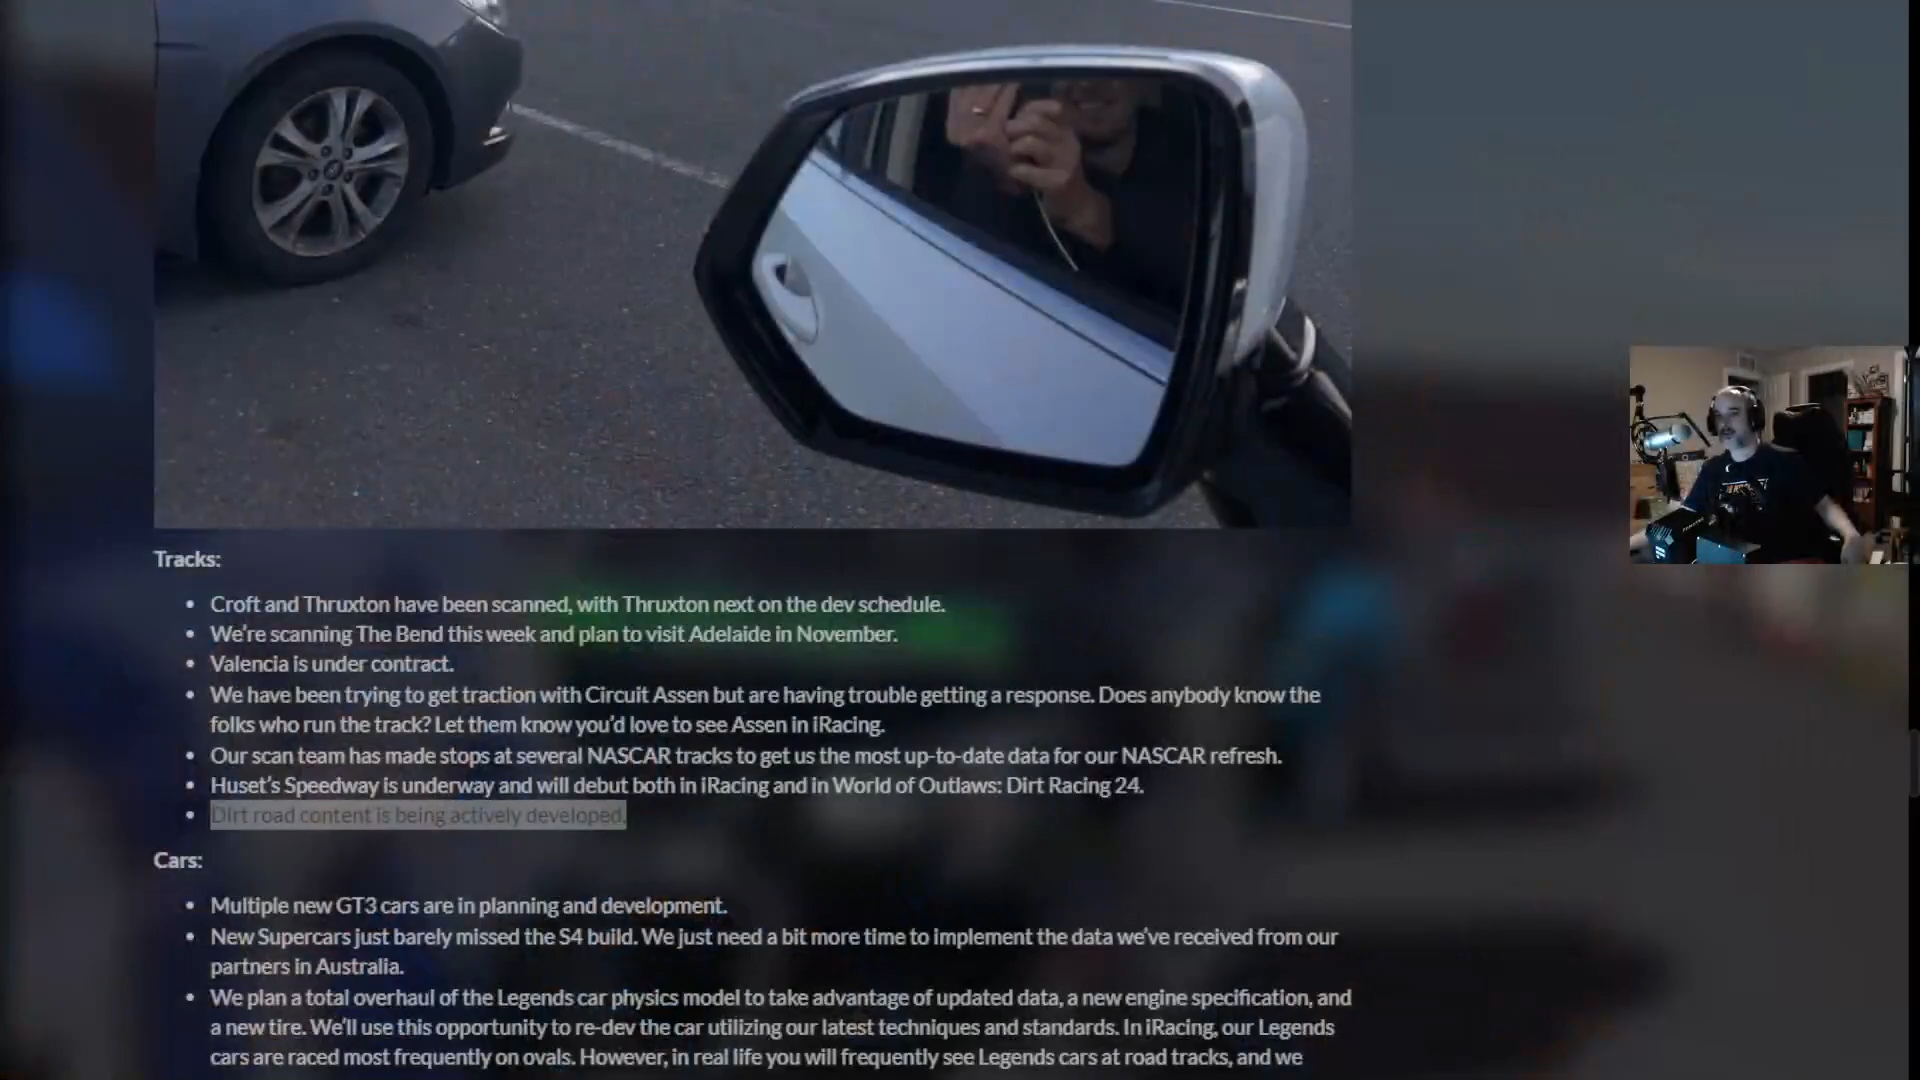 Tracks:
Croft and Thruxton have been scanned, with Thruxton next on the dev schedule.
We're scanning The Bend this week and plan to visit Adelaide in November.
Valencia is under contract.
We have been trying to get traction with Circuit Assen but are having trouble getting a response. Does anybody know the
folks who run the track? Let them know you'd love to see Assen in iRacing.
Our scan team has made stops at several NASCAR tracks to get us the most up-to-date data for our NASCAR refresh.
Huset's Speedway is underway and will debut both in iRacing and in World of Outlaws: Dirt Racing 24.
Dirt road content is being actively developed.
Cars:
Multiple new GT3 cars are in planning and development.
New Supercars just barely missed the S4 build. We just need a bit more time to implement the data we've received from our
partners in Australia.
We plan a total overhaul of the Legends car physics model to take advantage of updated data, a new engine specification, and
a new tire. We'll use this opportunity to re-dev the car utilizing our latest techniques and standards. In iRacing, our Legends
cars are raced most frequently on ovals. However, in real life you will frequently see Legends cars at road tracks, and we